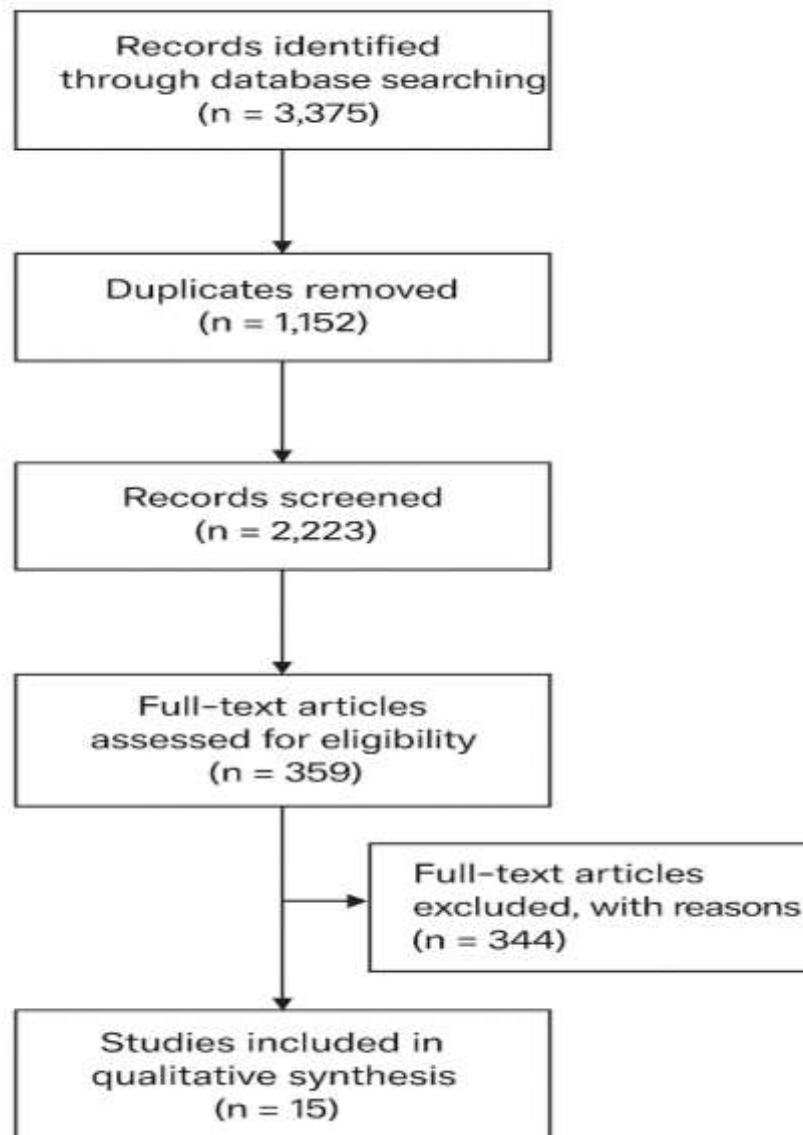 Records identified
through database searching
(n = 3,375)
Duplicates removed
(n = 1,152)
Records screened
(n = 2,223)
Full-text articles
assessed for eligibility
(n = 359)
Full-text articles
excluded, with reasons
(n = 344)
Studies included in
qualitative synthesis
(n = 15)